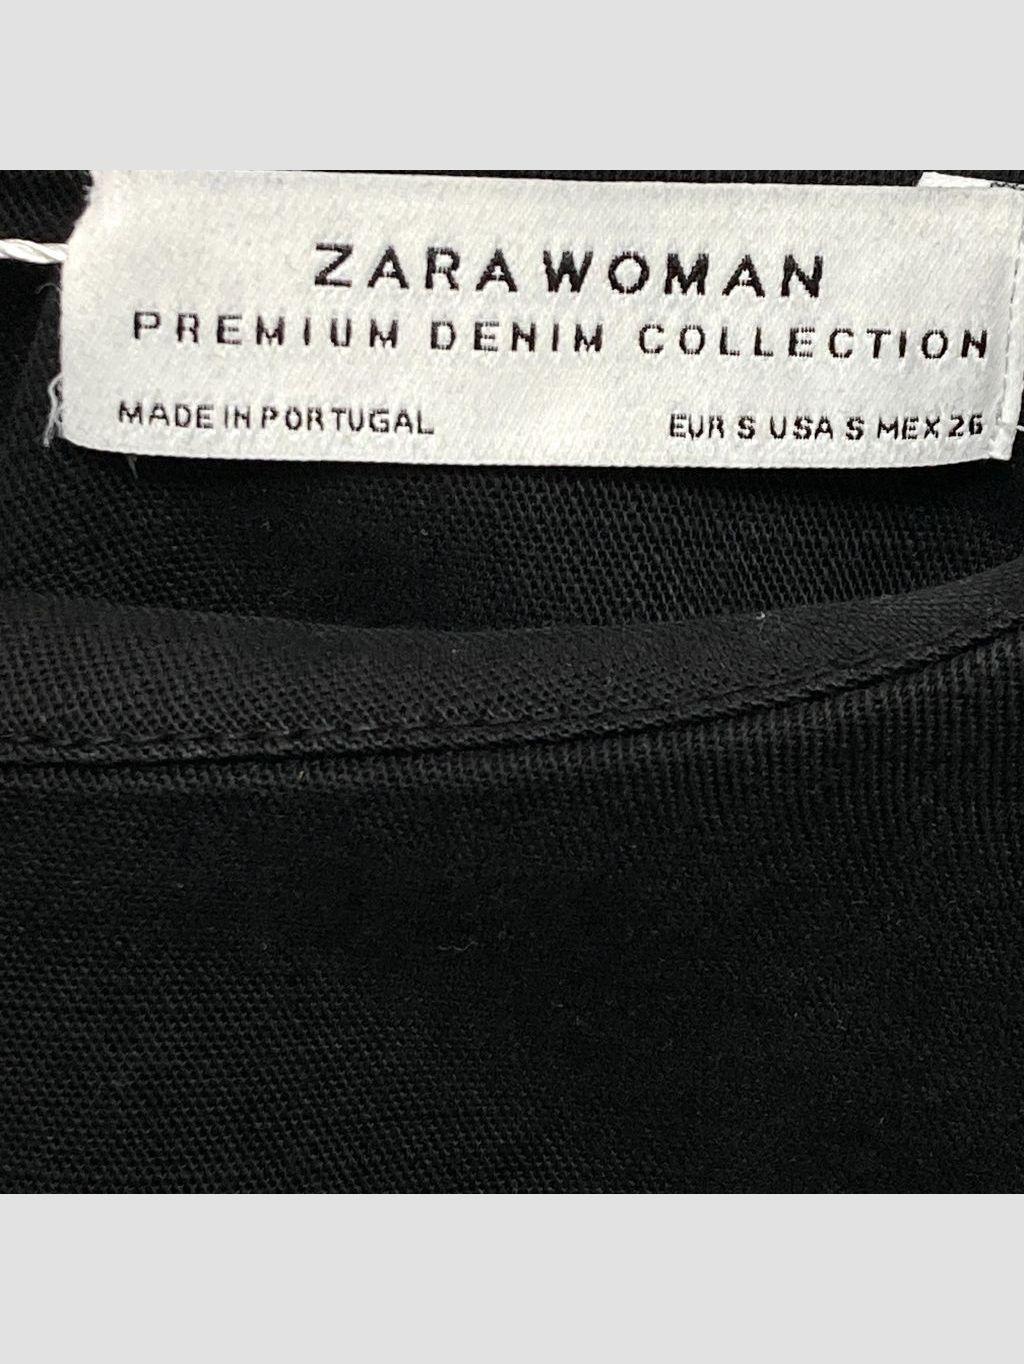 ZARA WOMAN
PREMIUM DENIM COLLECTION
MADE IN PORTUGAL EUR S USA S MEX 26